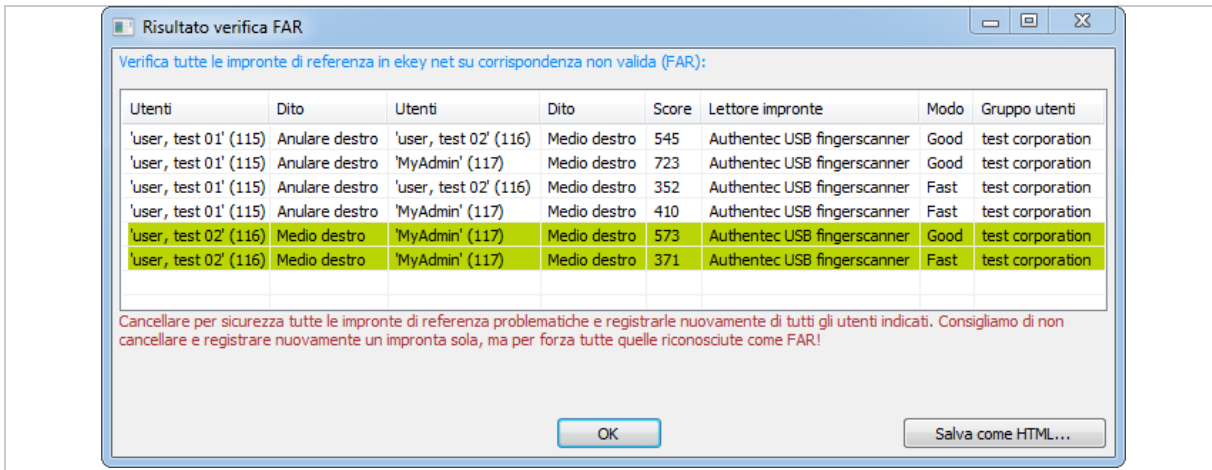 Risultato verifica FAR
Verifica tutte le impronte di referenza in ekey net su corrispondenza non valida (FAR):
Utenti Dito Utenti Dito Score Lettore impronte Modo Gruppo utenti
'user, test 01' (115) Anulare destro 'user, test 02' (116) Medio destro 545 Authentec USB fingerscanner Good test corporation
'user, test 01' (115) Anulare destro 'MyAdmin' (117) Medio destro 723 Authentec USB fingerscanner Good test corporation
'user, test 01' (115) Anulare destro 'user, test 02' (116) Medio destro 352 Authentec USB fingerscanner Fast test corporation
'user, test 01' (115) Anulare destro 'MyAdmin' (117) Medio destro 410 Authentec USB fingerscanner Fast test corporation
'user, test 02' (116) Medio destro 'MyAdmin' (117) Medio destro 573 Authentec USB fingerscanner Good test corporation
'user, test 02' (116) Medio destro 'MyAdmin' (117) Medio destro 371 Authentec USB fingerscanner Fast test corporation
Cancellare per sicurezza tutte le impronte di referenza problematiche e registrarle nuovamente di tutti gli utenti indicati. Consigliamo di non
cancellare e registrare nuovamente un impronta sola, ma per forza tutte quelle riconosciute come FAR!
OK Salva come HTML...